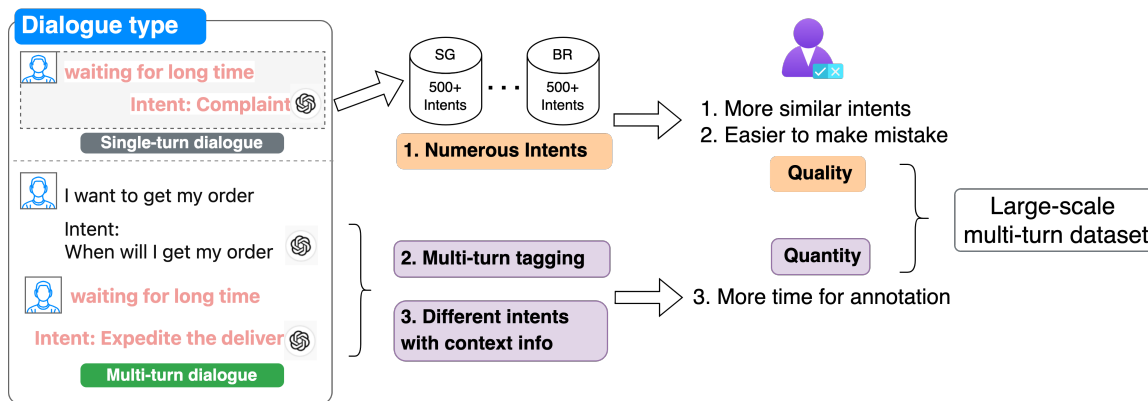 Dialogue type
waiting for long time
Intent: Complaint
Single-turn dialogue
I want to get my order
Intent:
When will I get my order
waiting for long time
Intent: Expedite the deliver
Multi-turn dialogue
SG
500+
Intents
. . .
BR
500+
Intents
1. Numerous Intents
2. Multi-turn tagging
3. Different intents
with context info
1. More similar intents
2. Easier to make mistake
Quality
Quantity
3. More time for annotation
Large-scale
multi-turn dataset